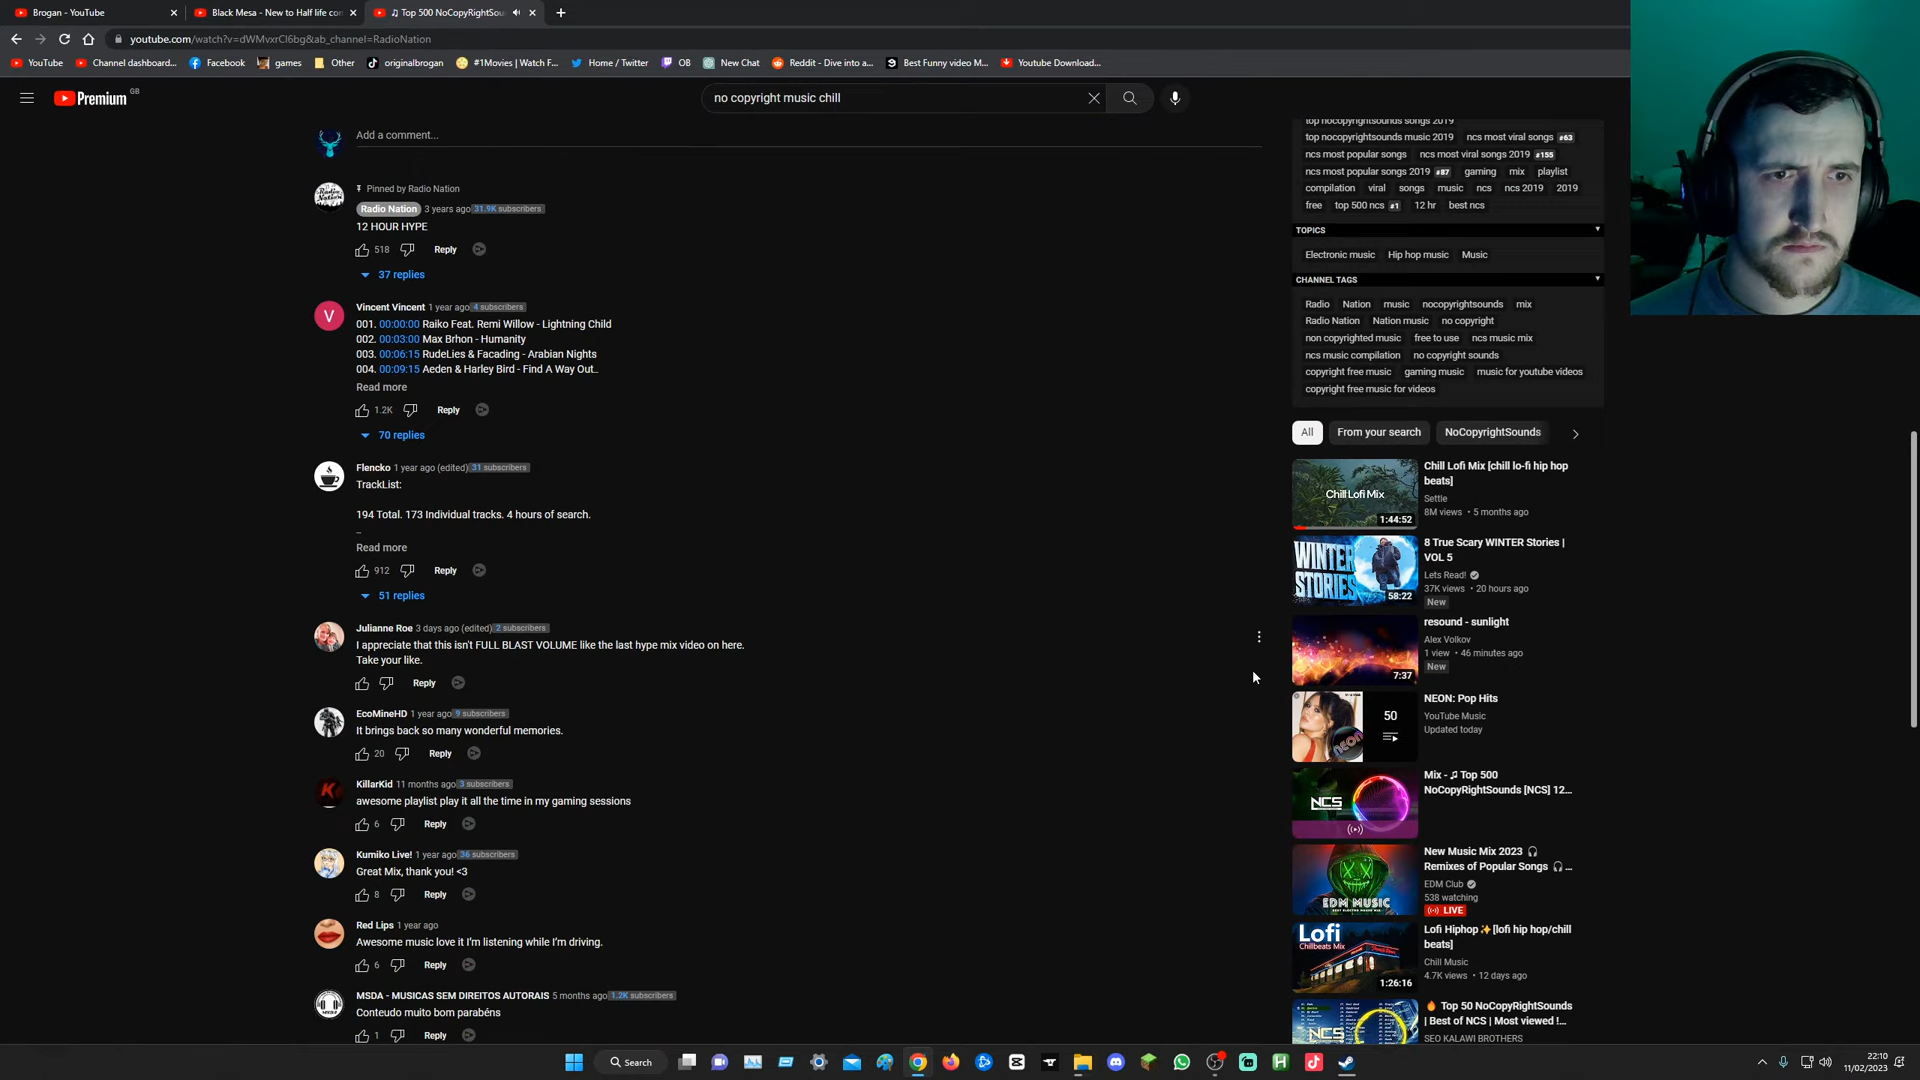 Brogan - YouTube
Black Mesa - New to Half life con
♫ Top 500 NoCopyRightSou
youtube.com/watch?v=dWMvxrCl6bg&ab_channel=RadioNation
YouTube
Channel dashboard...
Facebook
games
Other
originalbrogan
#1Movies | Watch F...
Home / Twitter
OB
New Chat
Reddit - Dive into a...
Best Funny video M...
Youtube Download...
Premium
GB
no copyright music chill
Add a comment...
Pinned by Radio Nation
Radio Nation 3 years ago 31.9K subscribers
12 HOUR HYPE
518 Reply
37 replies
Vincent Vincent 1 year ago 4 subscribers
001. 00:00:00 Raiko Feat. Remi Willow - Lightning Child
002. 00:03:00 Max Brhon - Humanity
003. 00:06:15 RudeLies & Facading - Arabian Nights
004. 00:09:15 Aeden & Harley Bird - Find A Way Out..
Read more
1.2K Reply
70 replies
Flencko 1 year ago (edited) 31 subscribers
TrackList:
194 Total. 173 Individual tracks. 4 hours of search.
_
Read more
912 Reply
51 replies
Julianne Roe 3 days ago (edited) 2 subscribers
I appreciate that this isn't FULL BLAST VOLUME like the last hype mix video on here.
Take your like.
Reply
EcoMineHD 1 year ago 9 subscribers
It brings back so many wonderful memories.
20 Reply
KillarKid 11 months ago 3 subscribers
awesome playlist play it all the time in my gaming sessions
6 Reply
Kumiko Live! 1 year ago 36 subscribers
Great Mix, thank you! <3
8 Reply
Red Lips 1 year ago
Awesome music love it I'm listening while I'm driving.
6 Reply
MSDA - MUSICAS SEM DIREITOS AUTORAIS 5 months ago 1.2K subscribers
Conteudo muito bom parabéns
1 Reply
top nocopyrightsounds songs 2019
top nocopyrightsounds music 2019 ncs most viral songs #63
ncs most popular songs ncs most viral songs 2019 #155
ncs most popular songs 2019 #87 gaming mix playlist
compilation viral songs music ncs ncs 2019 2019
free top 500 ncs #1 12 hr best ncs
TOPICS
Electronic music Hip hop music Music
CHANNEL TAGS
Radio Nation music nocopyrightsounds mix
Radio Nation Nation music no copyright
non copyrighted music free to use ncs music mix
ncs music compilation no copyright sounds
copyright free music gaming music music for youtube videos
copyright free music for videos
All From your search NoCopyrightSounds
Chill Lofi Mix
1:44:52
Chill Lofi Mix [chill lo-fi hip hop
beats]
Settle
8M views • 5 months ago
WINTER
STORIES
58:22
8 True Scary WINTER Stories |
VOL 5
Lets Read!
37K views • 20 hours ago
New
7:37
resound - sunlight
Alex Volkov
1 view • 46 minutes ago
New
NEON
50
NEON: Pop Hits
YouTube Music
Updated today
NCS
Mix - ♫ Top 500
NoCopyRightSounds [NCS] 12...
EDM MUSIC
New Music Mix 2023 🎧
Remixes of Popular Songs 🎧 ...
EDM Club
538 watching
LIVE
Lofi
Chillbeats Mix
1:26:16
Lofi Hiphop✨[lofi hip hop/chill
beats]
Chill Music
4.7K views • 12 days ago
NCS
🔥 Top 50 NoCopyRightSounds
| Best of NCS | Most viewed !...
SEO KALAWI BROTHERS
Search
22:10
11/02/2023